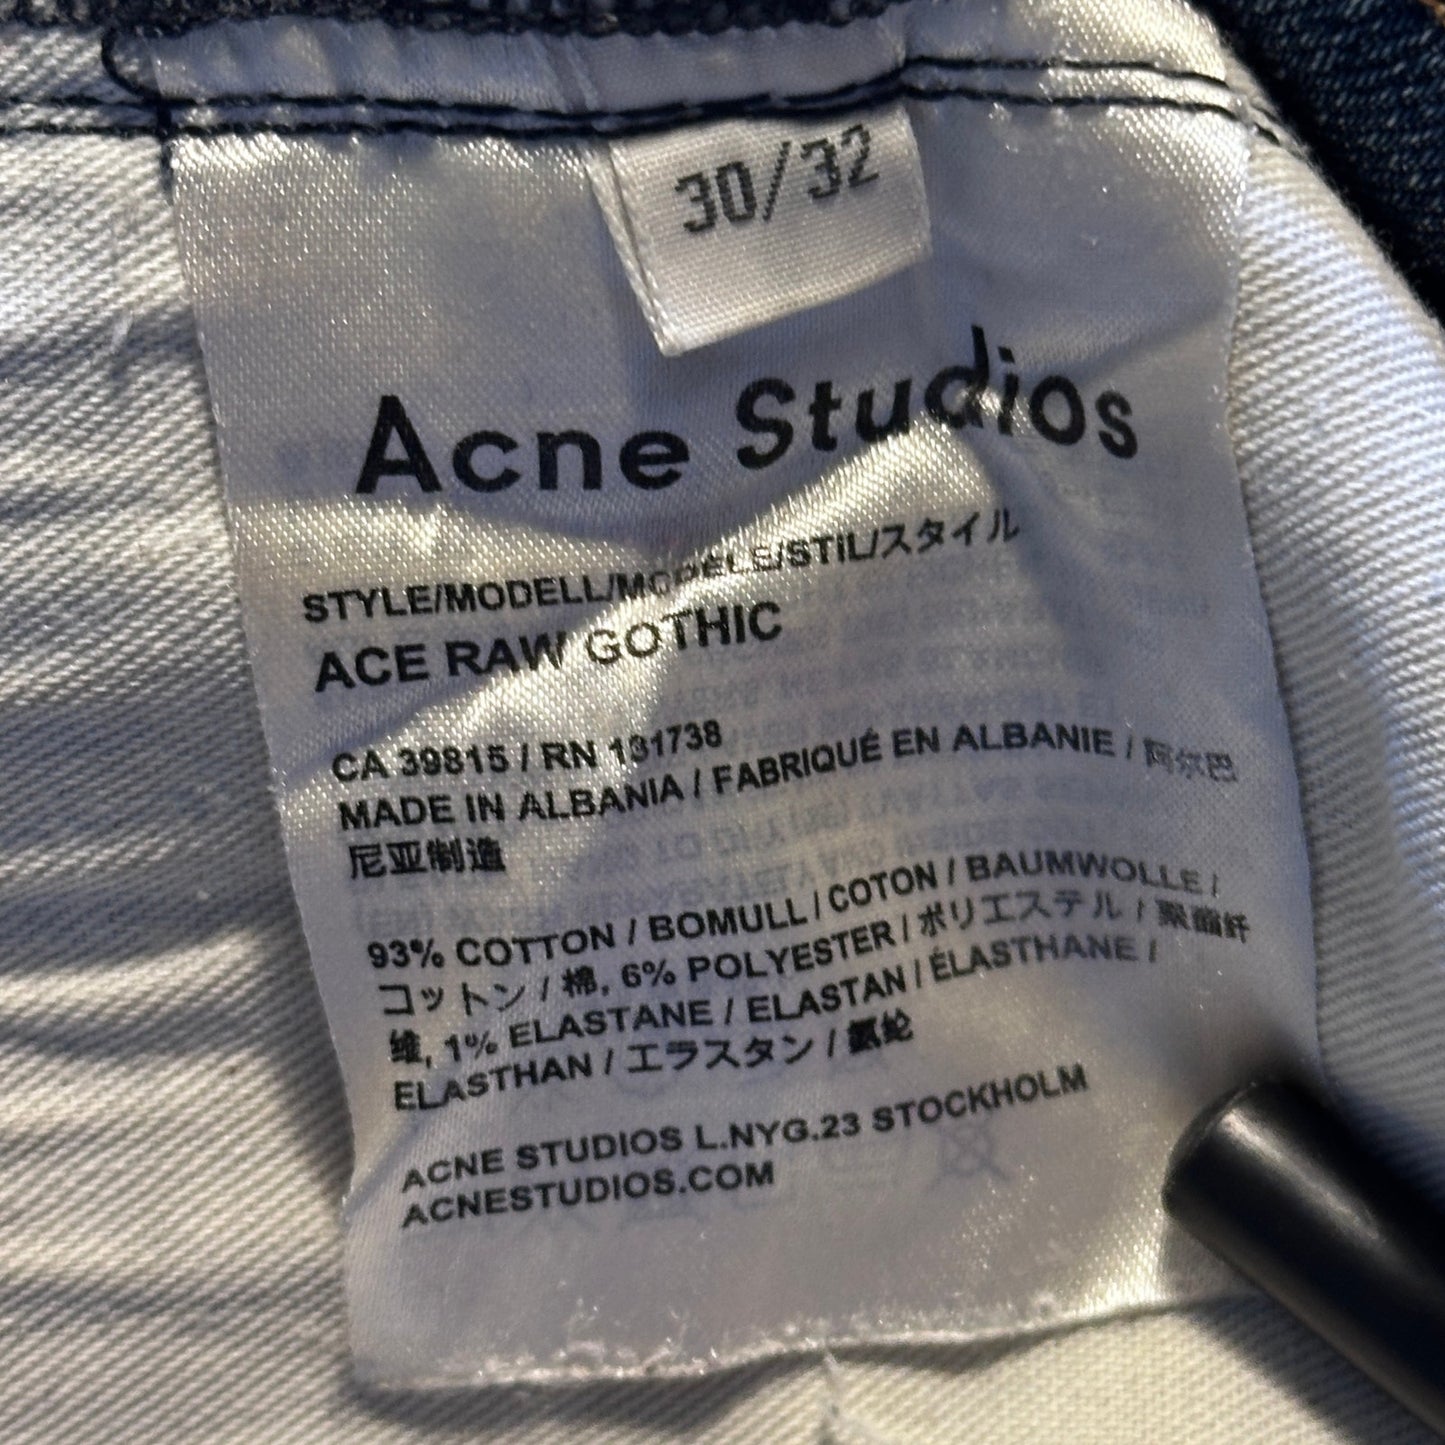 30/32
Acne Studios
STYLE/MODELL/MODÈLE/STIL/スタイル
ACE RAW GOTHIC
CA 39815 / RN 131738
MADE IN ALBANIA / FABRIQUÉ EN ALBANIE / 阿尔巴
尼亚制造
93% COTTON / BOMULL / COTON / BAUMWOLLE /
コットン / 棉, 6% POLYESTER / ポリエステル / 聚酯纤
维, 1% ELASTANE / ELASTAN / ÉLASTHANE /
ELASTHAN / エラスタン / 氨纶
ACNE STUDIOS L.NYG.23 STOCKHOLM
ACNESTUDIOS.COM